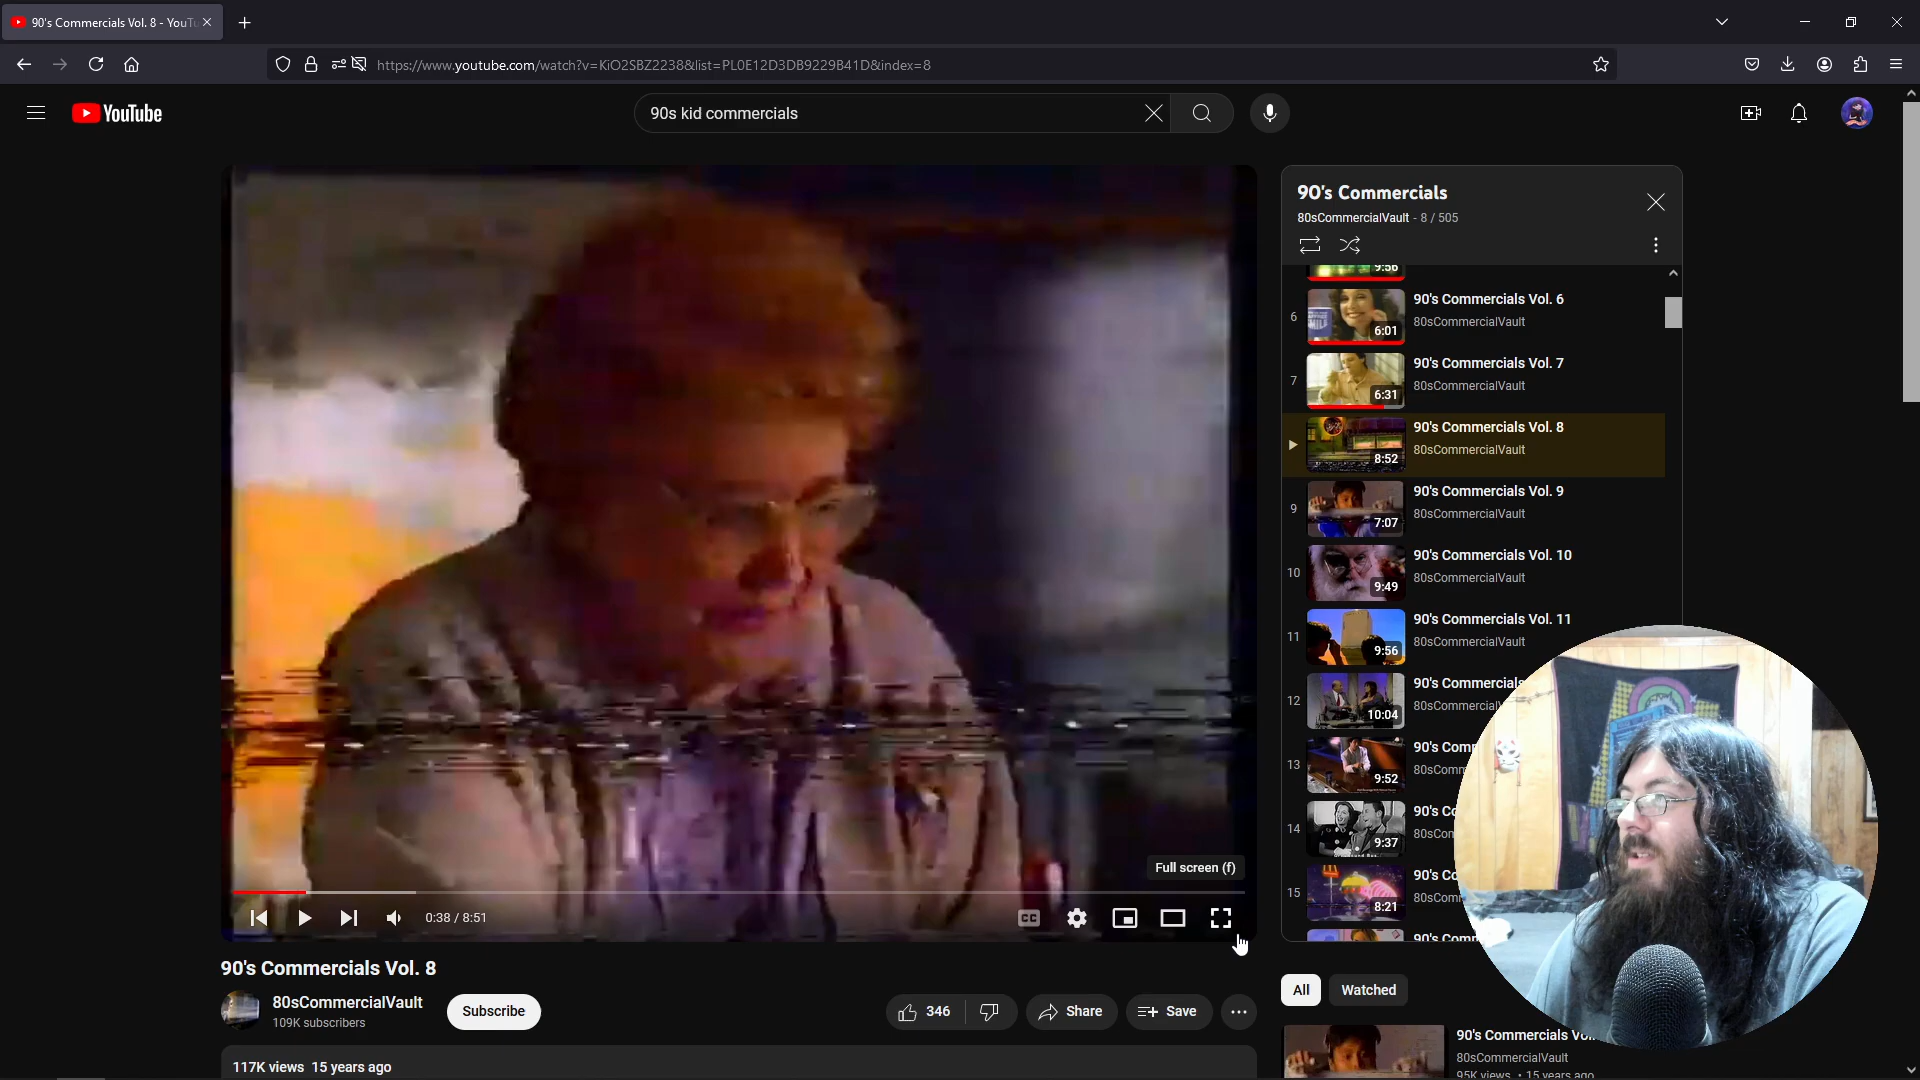 90's Commercials Vol. 8 - YouTu
https://www.youtube.com/watch?v=KiO2SBZ2238&list=PL0E12D3DB9229B41D&index=8
YouTube
90s kid commercials
90's Commercials
80sCommercialVault - 8 / 505
9:56
6
6:01
90's Commercials Vol. 6
80sCommercialVault
7
6:31
90's Commercials Vol. 7
80sCommercialVault
8:52
90's Commercials Vol. 8
80sCommercialVault
9
7:07
90's Commercials Vol. 9
80sCommercialVault
10
9:49
90's Commercials Vol. 10
80sCommercialVault
11
9:56
90's Commercials Vol. 11
80sCommercialVault
12
10:04
90's Commercials
80sCommercialV
13
9:52
90's Com
80sComm
14
9:37
90's Co
80sCom
15
8:21
90's Co
80sCom
90's Com
Full screen (f)
0:38 / 8:51
CC
90's Commercials Vol. 8
80sCommercialVault
109K subscribers
Subscribe
346
Share
Save
117K views 15 years ago
All
Watched
90's Commercials Vo
80sCommercialVault
95K views • 15 years ago